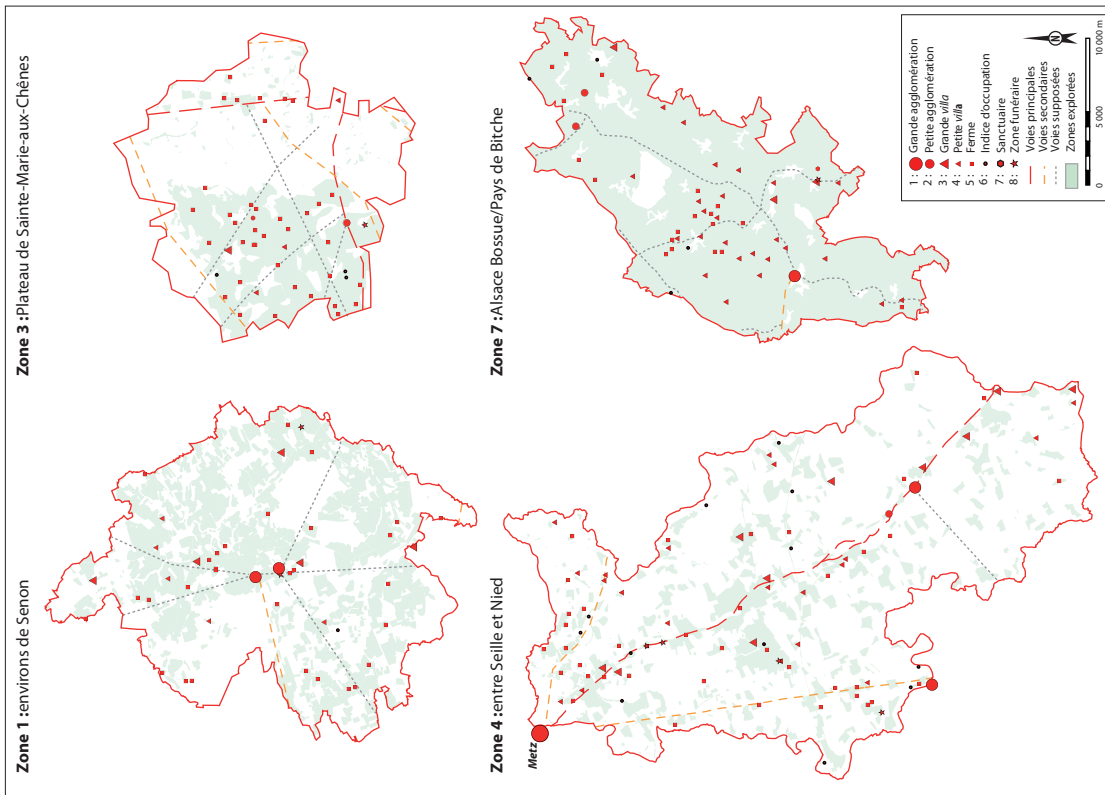 Zone 1 : environs de Senon
Zone 3 : Plateau de Sainte-Marie-aux-Chênes
Zone 4 : entre Seille et Nied
Metz
Zone 7 : Alsace Bossue/Pays de Bitche
1 : Grande agglomération
2 : Petite agglomération
3 : Grande villa
4 : Petite villa
5 : Ferme
6 : Indice d'occupation
7 : Sanctuaire
8 : Zone funéraire
Voies principales
Voies secondaires
Voies supposées
Zones explorées
N
0 5 000 10 000 m